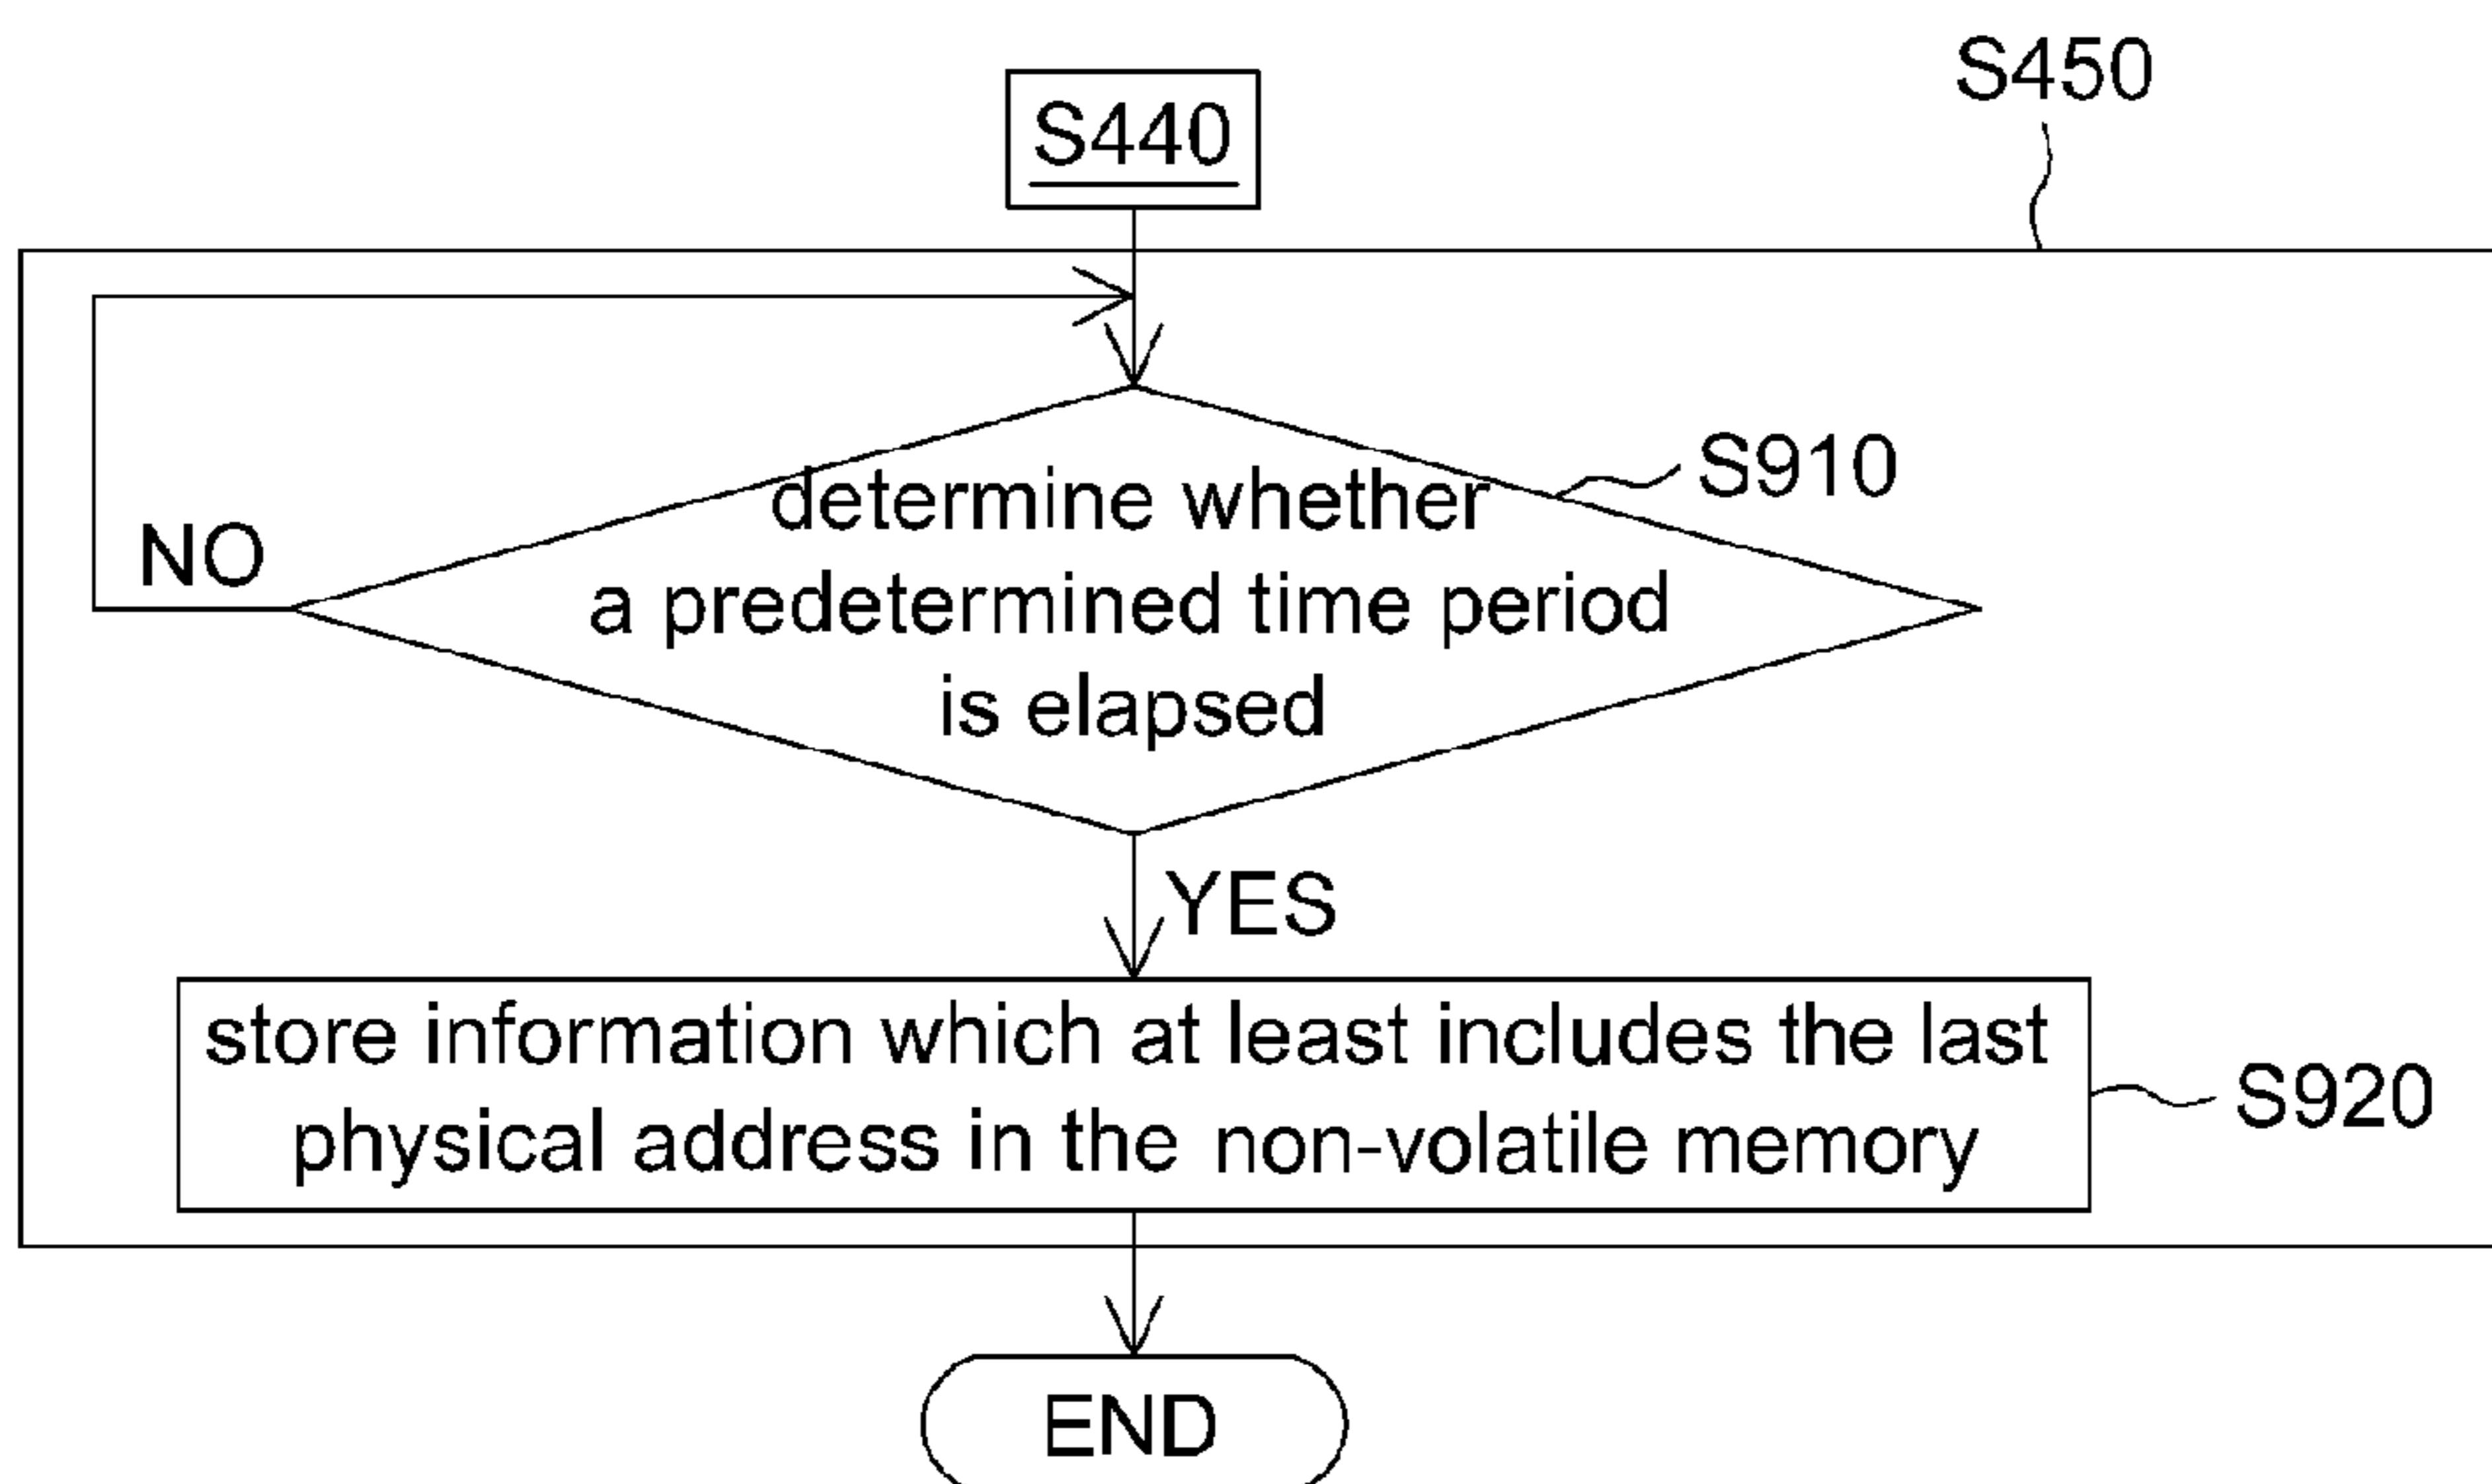 S450
S440
S910
determine whether
a predetermined time period
is elapsed
NO
YES
store information which at least includes the last
physical address in the non-volatile memory
S920
END